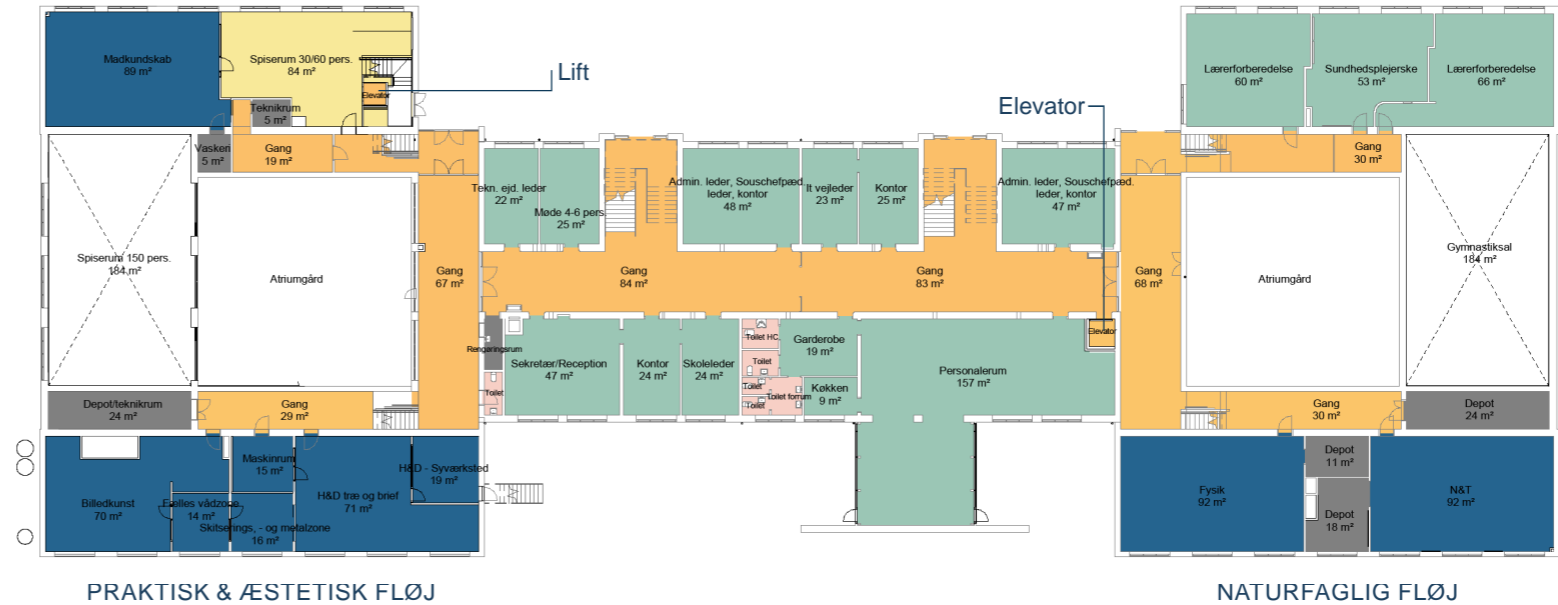 Madkundskab
89 m²
Spiserum 30/60 pers.
84 m²
Elevator
Lift
Teknikrum
5 m²
Vaskeri
5 m²
Gang
19 m²
Spiserum 150 pers.
184 m²
Atriumgård
Gang
67 m²
Depot/teknikrum
24 m²
Gang
29 m²
Billedkunst
70 m²
Fælles vådzone
14 m²
Maskinrum
15 m²
Skitserings, - og metalzone
16 m²
H&D træ og brief
71 m²
H&D - Syværksted
19 m²
Tekn. ejd. leder
22 m²
Møde 4-6 pers.
25 m²
Admin. leder, Souschefpæd.
leder, kontor
48 m²
It vejleder
23 m²
Kontor
25 m²
Admin. leder, Souschefpæd.
leder, kontor
47 m²
Gang
84 m²
Gang
83 m²
Rengøringsrum
Toilet
Sekretær/Reception
47 m²
Kontor
24 m²
Skoleleder
24 m²
Toilet HC.
Toilet
Toilet
Toilet forrum
Toilet
Garderobe
19 m²
Køkken
9 m²
Personalerum
157 m²
Elevator
Elevator
Gang
68 m²
Lærerforberedelse
60 m²
Sundhedsplejerske
53 m²
Lærerforberedelse
66 m²
Gang
30 m²
Atriumgård
Gymnastiksal
184 m²
Gang
30 m²
Depot
24 m²
Fysik
92 m²
Depot
11 m²
Depot
18 m²
N&T
92 m²
PRAKTISK & ÆSTETISK FLØJ
NATURFAGLIG FLØJ